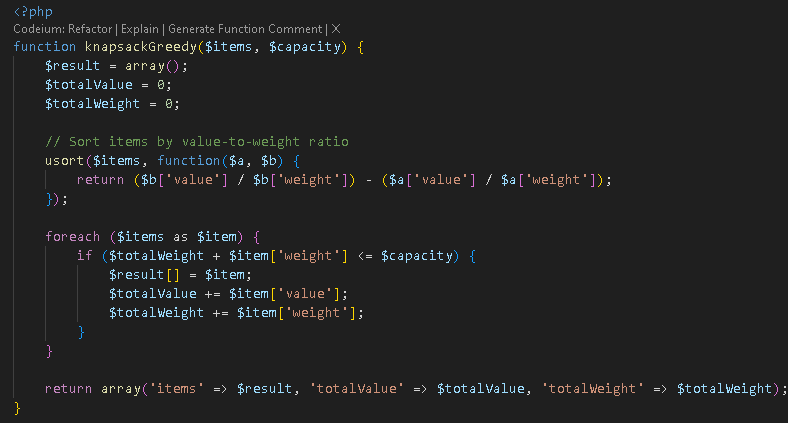 <?php
Codeium: Refactor | Explain | Generate Function Comment | X
function knapsackGreedy($items, $capacity) {
    $result = array();
    $totalValue = 0;
    $totalWeight = 0;

    // Sort items by value-to-weight ratio
    usort($items, function($a, $b) {
        return ($b['value'] / $b['weight']) - ($a['value'] / $a['weight']);
    });

    foreach ($items as $item) {
        if ($totalWeight + $item['weight'] <= $capacity) {
            $result[] = $item;
            $totalValue += $item['value'];
            $totalWeight += $item['weight'];
        }
    }

    return array('items' => $result, 'totalValue' => $totalValue, 'totalWeight' => $totalWeight);
}